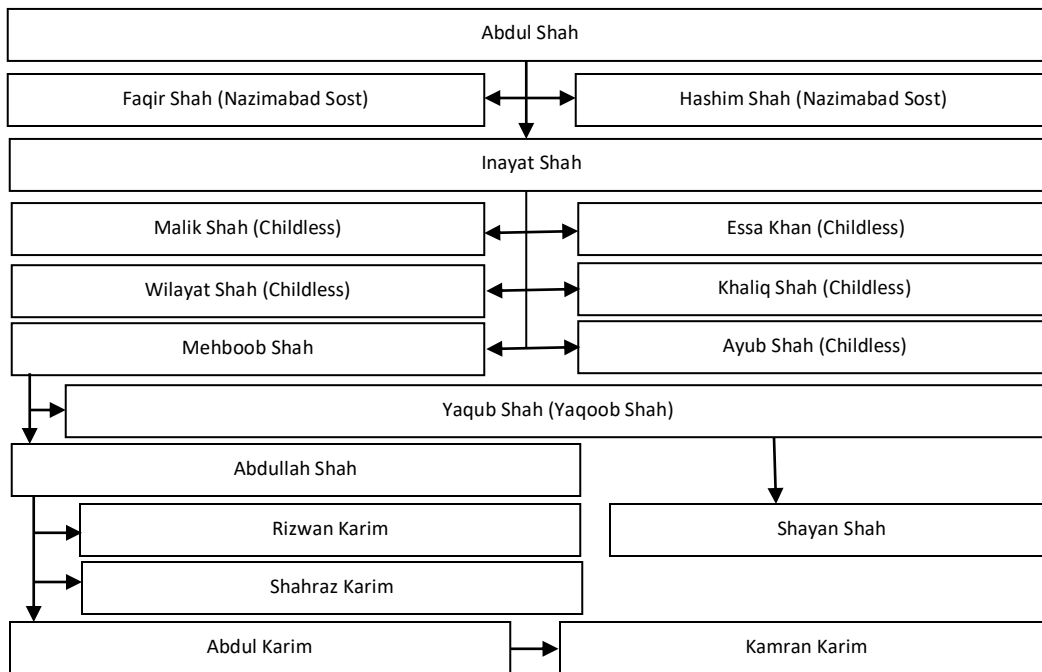 Abdul Shah
Faqir Shah (Nazimabad Sost)
Hashim Shah (Nazimabad Sost)
Inayat Shah
Malik Shah (Childless)
Essa Khan (Childless)
Wilayat Shah (Childless)
Khaliq Shah (Childless)
Mehboob Shah
Ayub Shah (Childless)
Yaqub Shah (Yaqoob Shah)
Abdullah Shah
Rizwan Karim
Shayan Shah
Shahraz Karim
Abdul Karim
Kamran Karim